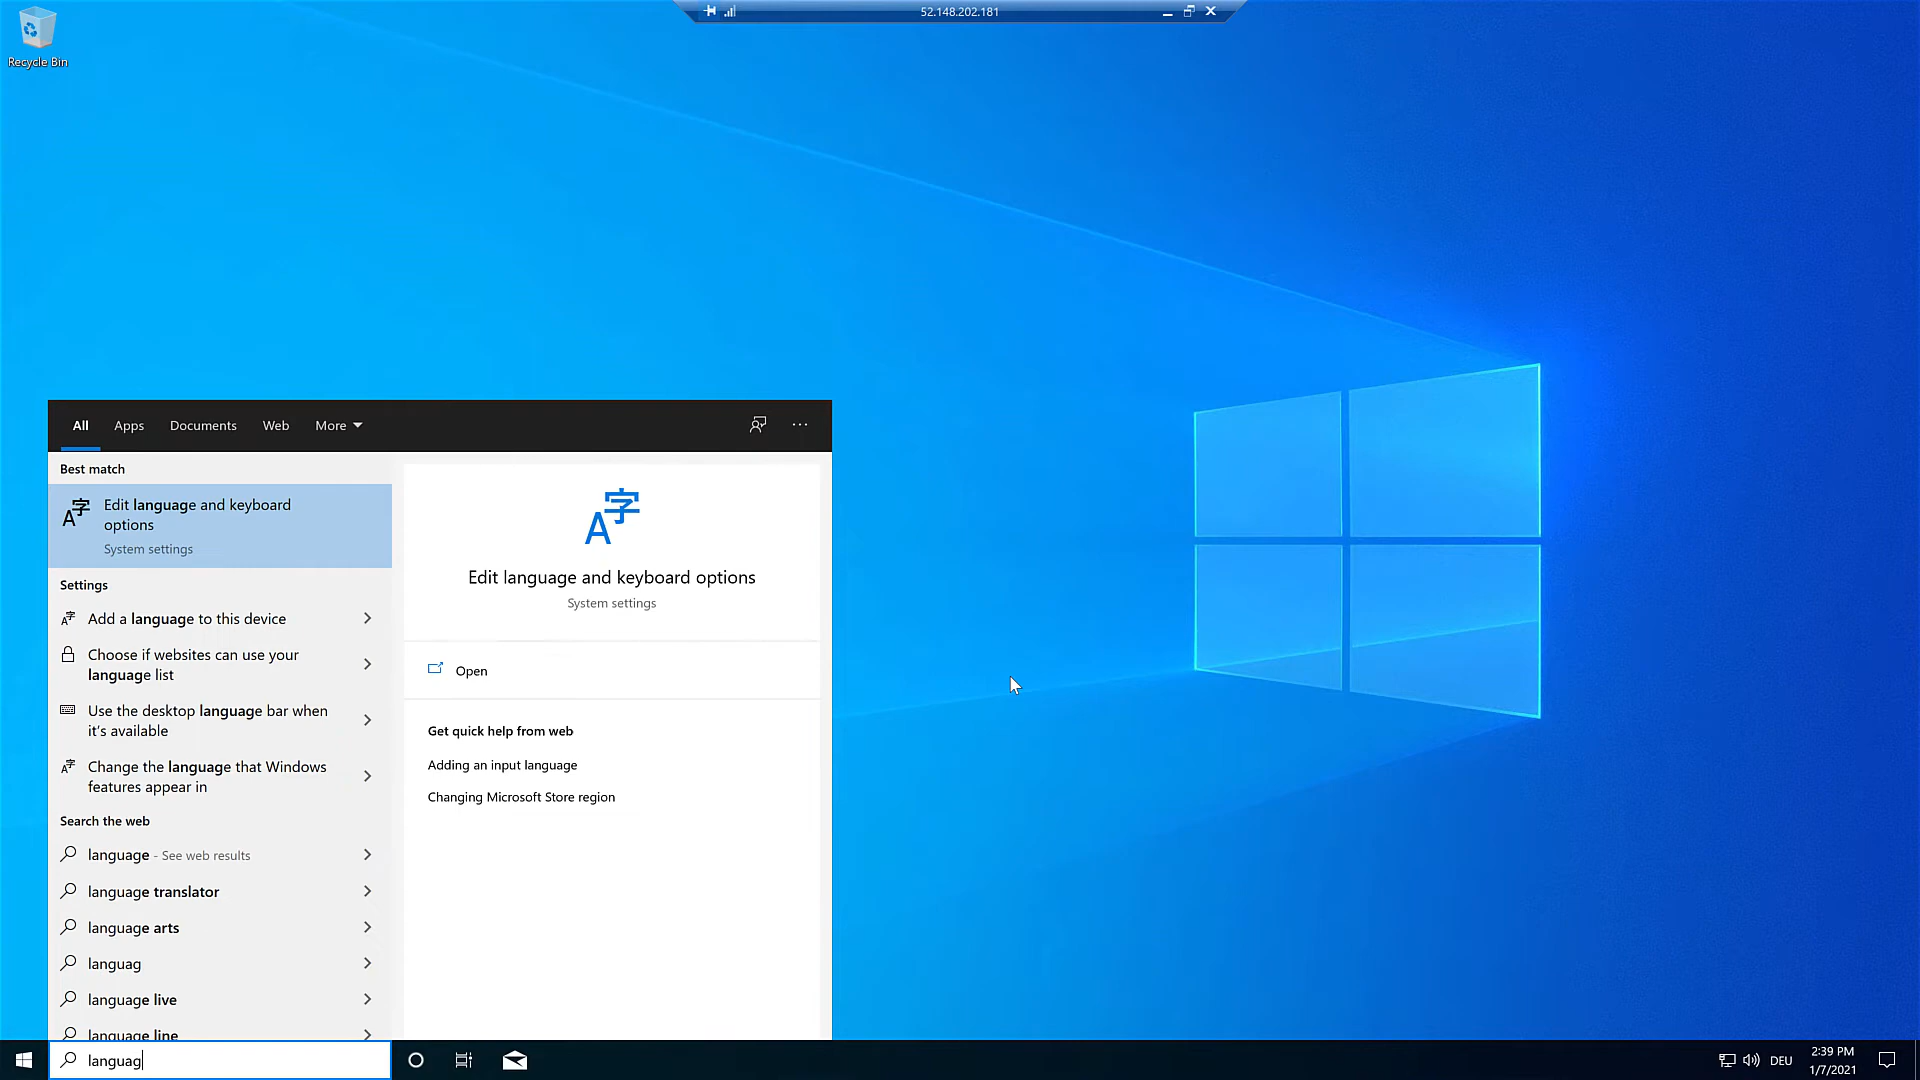 52.148.202.181
Recycle Bin
All Apps Documents Web More
Best match
Edit language and keyboard
options
System settings
Settings
Add a language to this device
Choose if websites can use your
language list
Use the desktop language bar when
it's available
Change the language that Windows
features appear in
Search the web
language - See web results
language translator
language arts
languag
language live
language line
A字
Edit language and keyboard options
System settings
Open
Get quick help from web
Adding an input language
Changing Microsoft Store region
languag
DEU
2:39 PM
1/7/2021